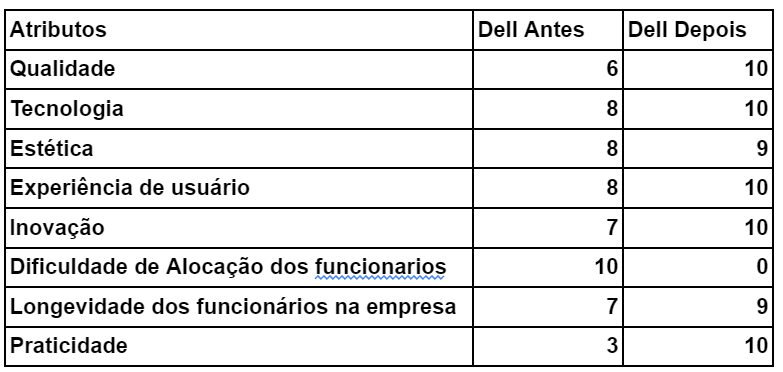 Atributos Dell Antes Dell Depois
Qualidade 6 10
Tecnologia 8 10
Estética 8 9
Experiência de usuário 8 10
Inovação 7 10
Dificuldade de Alocação dos funcionarios 10 0
Longevidade dos funcionários na empresa 7 9
Praticidade 3 10